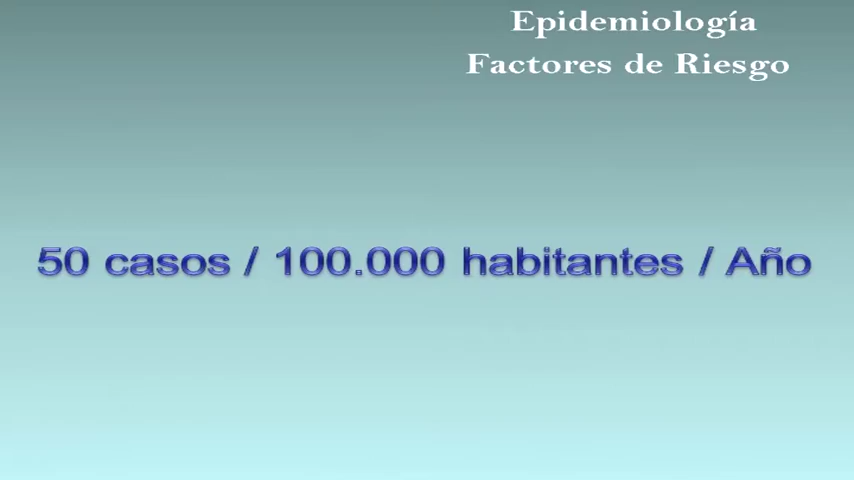 Epidemiología
Factores de Riesgo
50 casos / 100.000 habitantes / Año